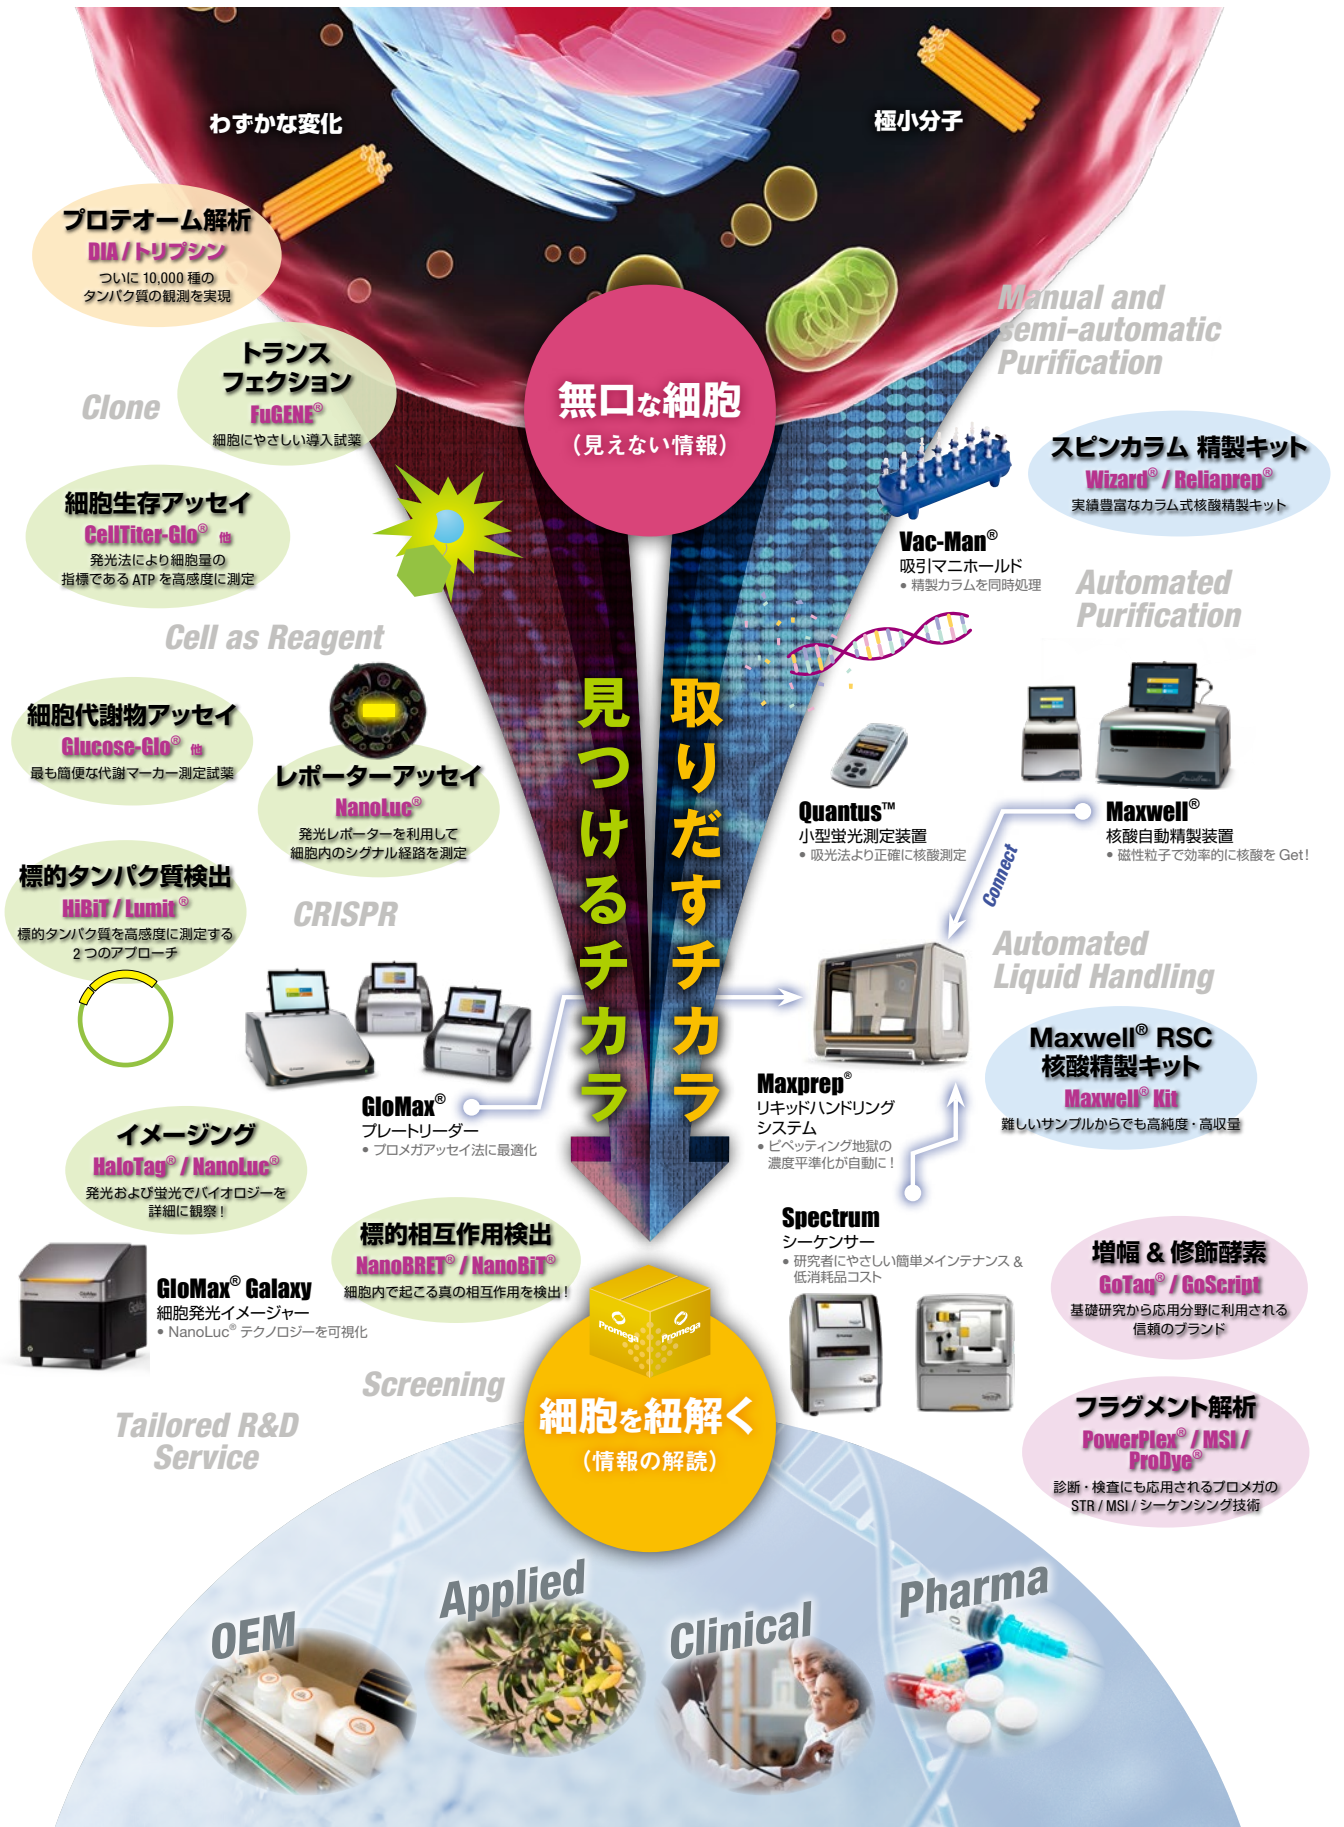 わずかな変化
極小分子
プロテオーム解析
DIA / トリプシン
ついに 10,000 種の
タンパク質の観測を実現
Manual and
semi-automatic
Purification
トランス
フェクション
FuGENE®
細胞にやさしい導入試薬
Clone
無口な細胞
（見えない情報）
スピンカラム 精製キット
Wizard® / Reliaprep®
実績豊富なカラム式核酸精製キット
細胞生存アッセイ
CellTiter-Glo® 他
発光法により細胞量の
指標である ATP を高感度に測定
Vac-Man®
吸引マニホールド
• 精製カラムを同時処理
Automated
Purification
Cell as Reagent
見つけるチカラ
取りだすチカラ
細胞代謝物アッセイ
Glucose-Glo® 他
最も簡便な代謝マーカー測定試薬
レポーターアッセイ
NanoLuc®
発光レポーターを利用して
細胞内のシグナル経路を測定
Quantus™
小型蛍光測定装置
• 吸光法より正確に核酸測定
Maxwell®
核酸自動精製装置
• 磁性粒子で効率的に核酸を Get！
Connect
標的タンパク質検出
HiBiT / Lumit®
標的タンパク質を高感度に測定する
2 つのアプローチ
CRISPR
Automated
Liquid Handling
Maxwell® RSC
核酸精製キット
Maxwell® Kit
難しいサンプルからでも高純度・高収量
GloMax®
プレートリーダー
• プロメガアッセイ法に最適化
Maxprep®
リキッドハンドリング
システム
• ピペッティング地獄の
濃度平準化が自動に！
イメージング
HaloTag® / NanoLuc®
発光および蛍光でバイオロジーを
詳細に観察！
標的相互作用検出
NanoBRET® / NanoBiT®
細胞内で起こる真の相互作用を検出！
Spectrum
シーケンサー
• 研究者にやさしい簡単メインテナンス &
低消耗品コスト
増幅 & 修飾酵素
GoTaq® / GoScript
基礎研究から応用分野に利用される
信頼のブランド
GloMax® Galaxy
細胞発光イメージャー
• NanoLuc® テクノロジーを可視化
Promega
Promega
Screening
細胞を紐解く
（情報の解読）
フラグメント解析
PowerPlex® / MSI /
ProDye®
診断・検査にも応用されるプロメガの
STR / MSI / シーケンシング技術
Tailored R&D
Service
OEM
Applied
Clinical
Pharma